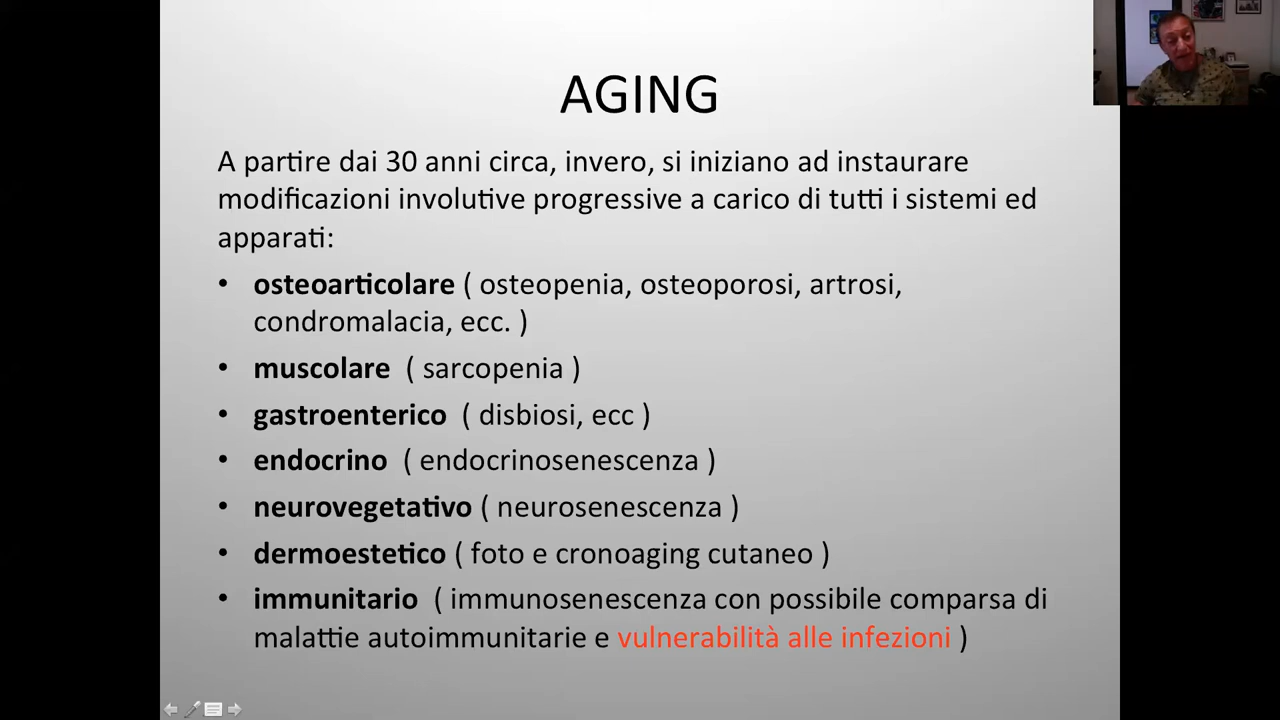 AGING
A partire dai 30 anni circa, invero, si iniziano ad instaurare
modificazioni involutive progressive a carico di tutti i sistemi ed
apparati:
• osteoarticolare ( osteopenia, osteoporosi, artrosi,
condromalacia, ecc. )
• muscolare ( sarcopenia )
• gastroenterico ( disbiosi, ecc )
• endocrino ( endocrinosenescenza )
• neurovegetativo ( neurosenescenza )
• dermoestetico ( foto e cronoaging cutaneo )
• immunitario ( immunosenescenza con possibile comparsa di
malattie autoimmunitarie e vulnerabilità alle infezioni )